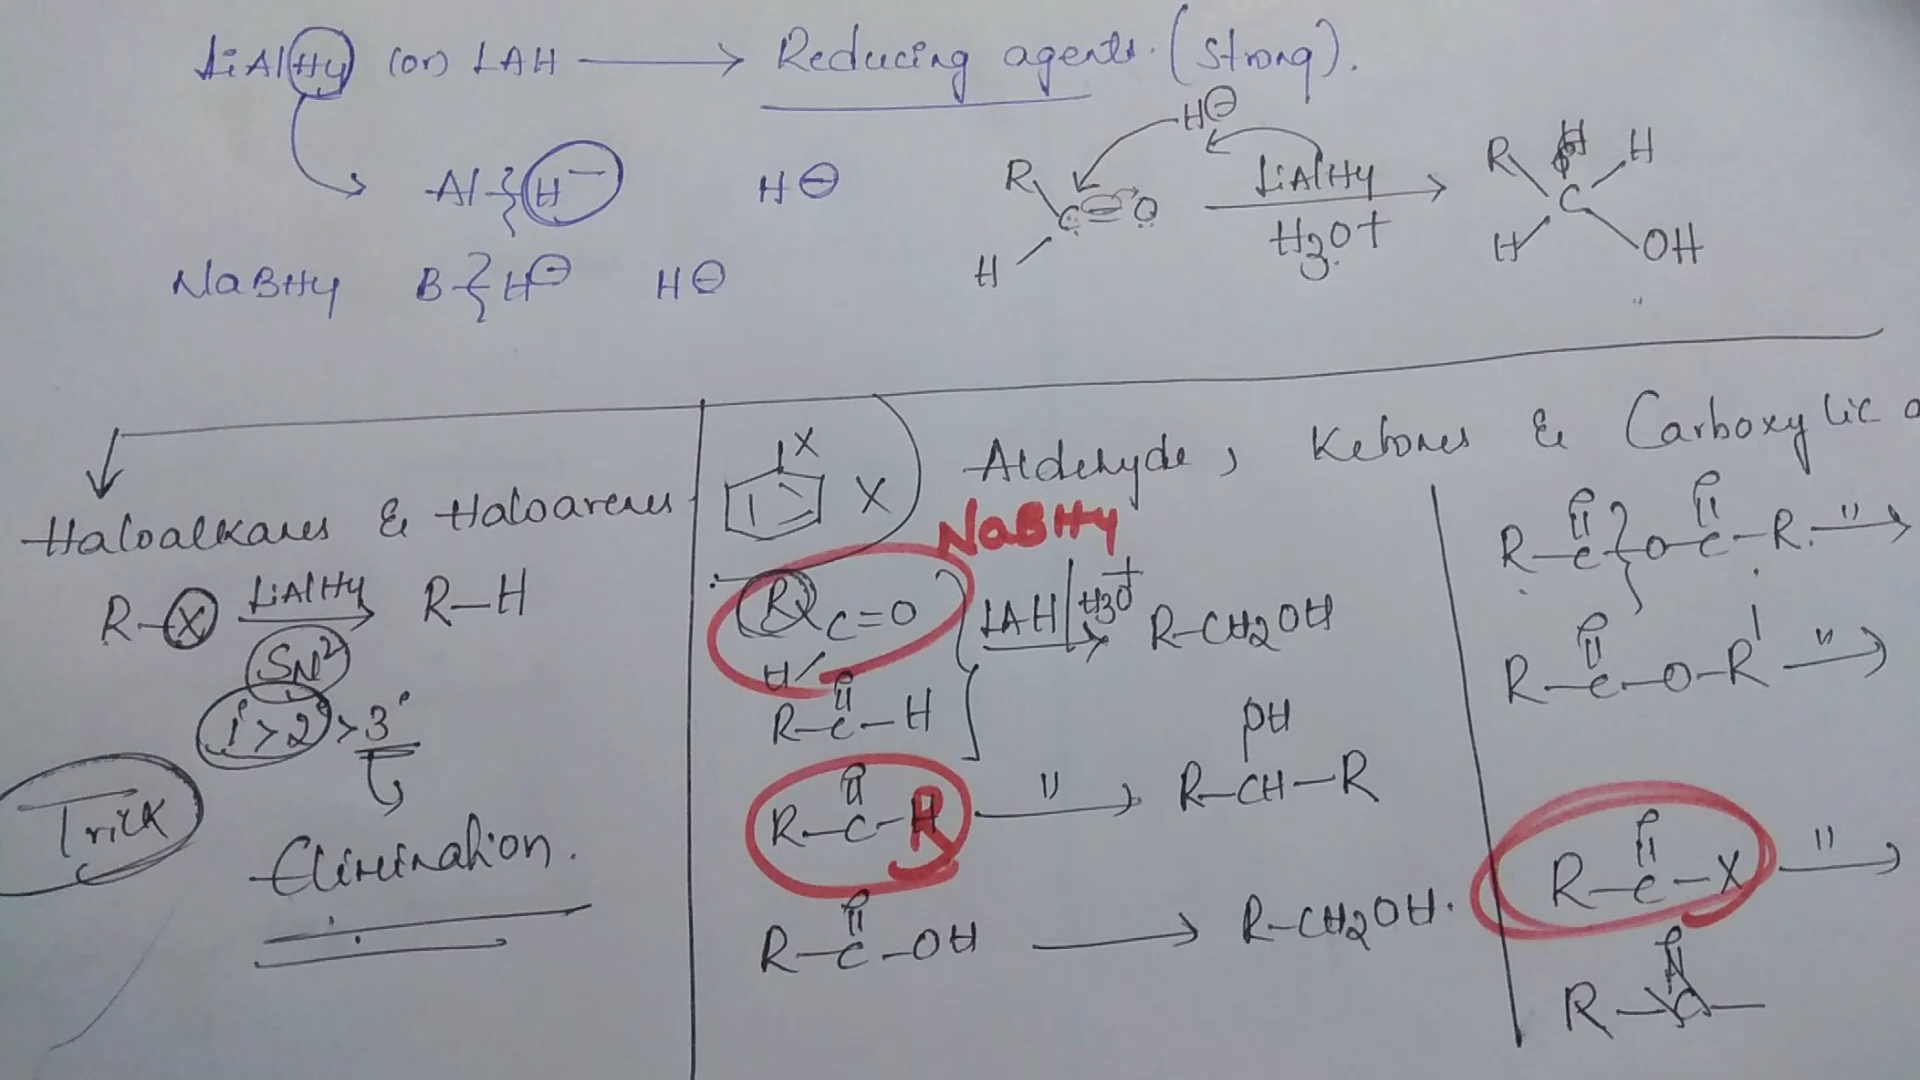 LiAlH4 (or) LAH ⟶ Reducing agents. (Strong).
Al-H⁻ H⊖
NaBH4 B-H⊖ H⊖
H⊖
R
H
C=O
LiAlH4
H3O+
⟶
R H
C
H OH
Haloalkanes & Haloarenes
X
X
R-X LiAlH4 ⟶ R-H
SN2
1° > 2° > 3°
Elimination.
Trick
Aldehyde, Ketones & Carboxylic
NaBH4
R
C=O
H
O
R-C-H
LAH/H3O+ ⟶ R-CH2OH
O
R-C-R
" ⟶
OH
R-CH-R
O
R-C-OH ⟶ R-CH2OH.
O O
R-C-O-C-R. " ⟶
O
R-C-O-R' " ⟶
O
R-C-X " ⟶
R-